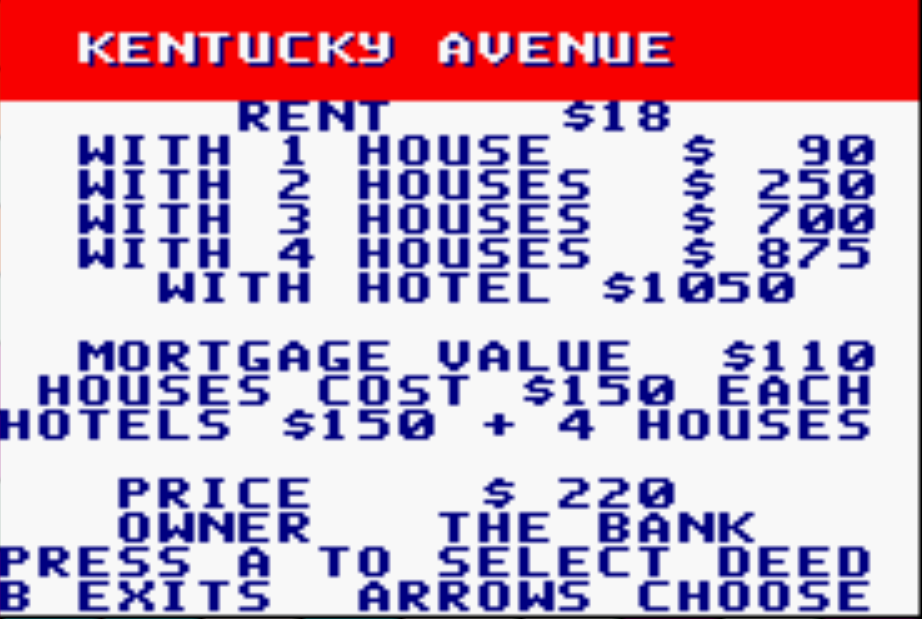 KENTUCKY AVENUE
RENT $18
WITH 1 HOUSE $ 90
WITH 2 HOUSES $ 250
WITH 3 HOUSES $ 700
WITH 4 HOUSES $ 875
WITH HOTEL $1050
MORTGAGE VALUE $110
HOUSES COST $150 EACH
HOTELS $150 + 4 HOUSES
PRICE $ 220
OWNER THE BANK
PRESS A TO SELECT DEED
B EXITS ARROWS CHOOSE